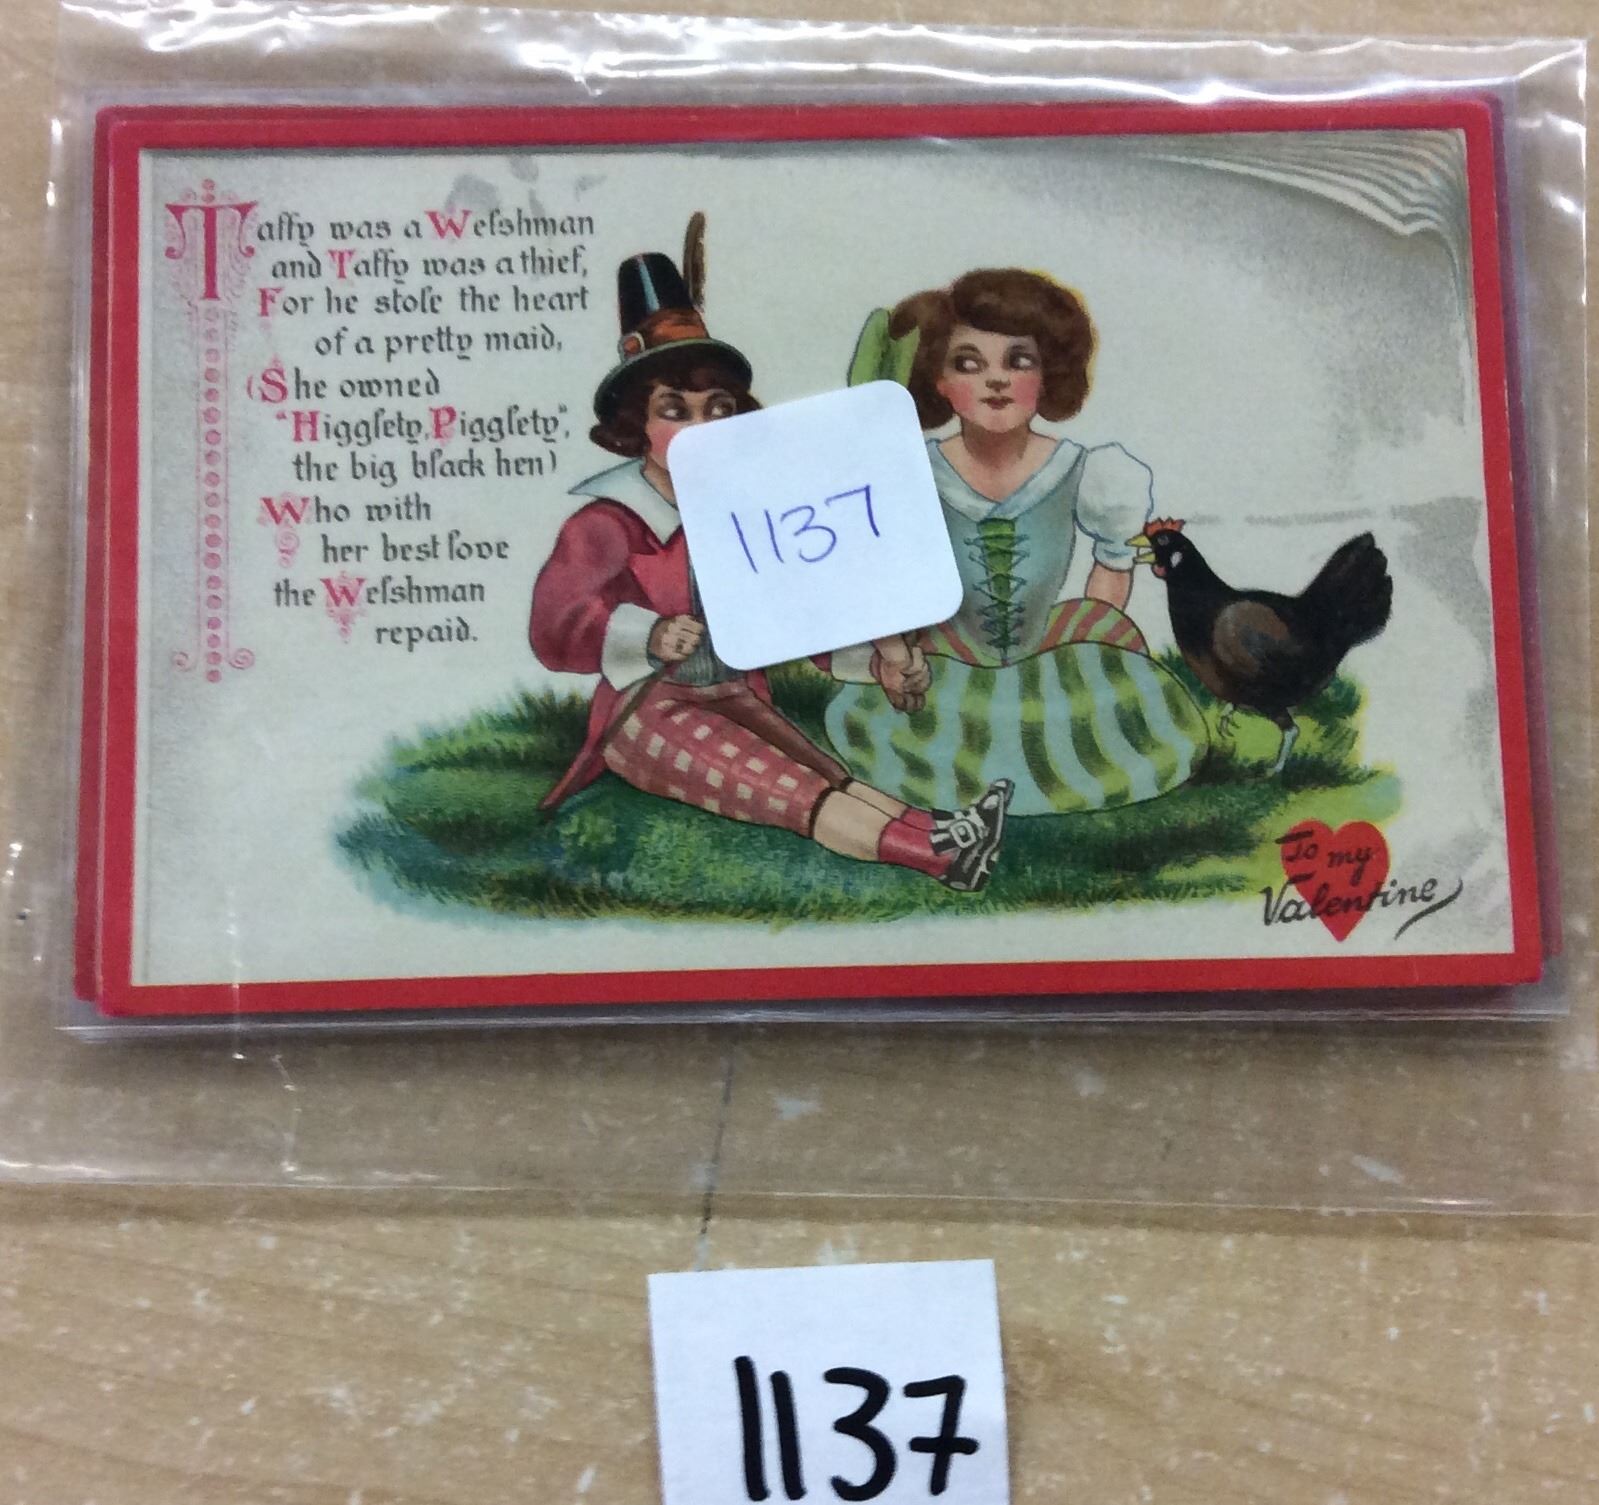 Taffy was a Welshman
and Taffy was a thief,
For he stole the heart
of a pretty maid,
(She owned
"Higglety, Pigglety",
the big black hen)
Who with
her best love
the Welshman
repaid.
1137
To my
Valentine
1137